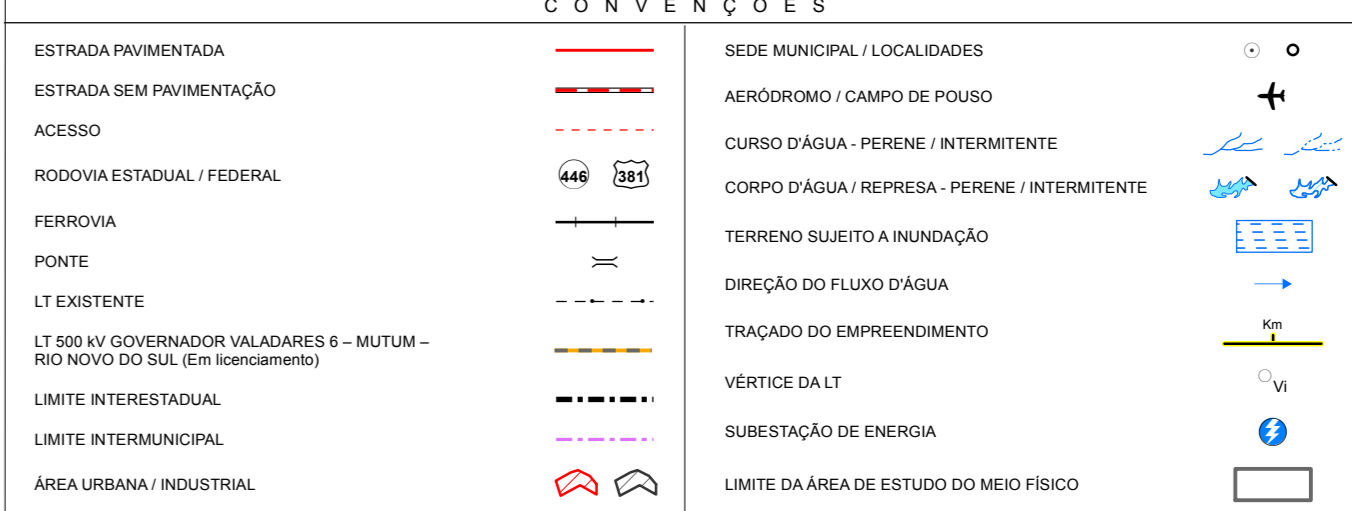 C O N V E N Ç Õ E S
ESTRADA PAVIMENTADA
ESTRADA SEM PAVIMENTAÇÃO
ACESSO
RODOVIA ESTADUAL / FEDERAL
446 381
FERROVIA
PONTE
LT EXISTENTE
LT 500 kV GOVERNADOR VALADARES 6 – MUTUM –
RIO NOVO DO SUL (Em licenciamento)
LIMITE INTERESTADUAL
LIMITE INTERMUNICIPAL
ÁREA URBANA / INDUSTRIAL
SEDE MUNICIPAL / LOCALIDADES
AERÓDROMO / CAMPO DE POUSO
CURSO D'ÁGUA - PERENE / INTERMITENTE
CORPO D'ÁGUA / REPRESA - PERENE / INTERMITENTE
TERRENO SUJEITO A INUNDAÇÃO
DIREÇÃO DO FLUXO D'ÁGUA
TRAÇADO DO EMPREENDIMENTO
Km
VÉRTICE DA LT
Vi
SUBESTAÇÃO DE ENERGIA
LIMITE DA ÁREA DE ESTUDO DO MEIO FÍSICO